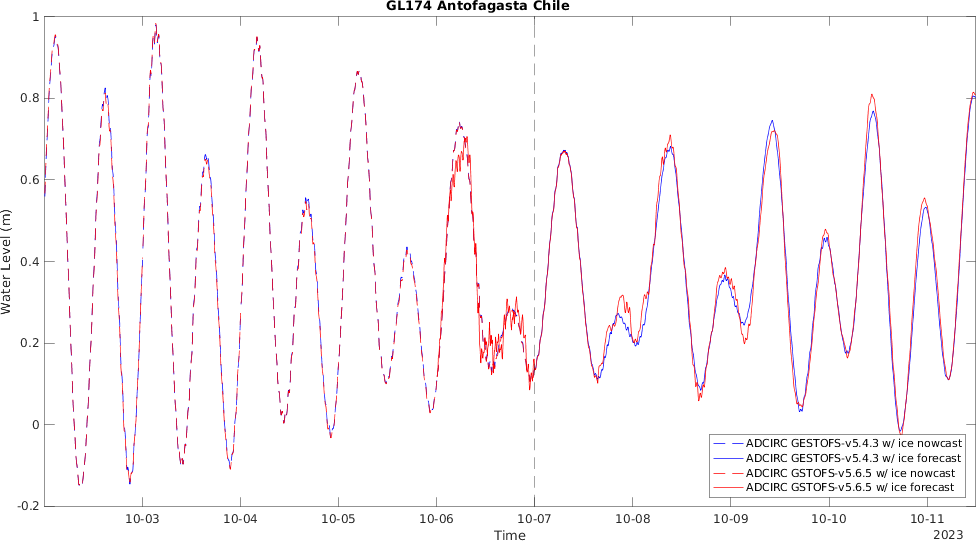 GL174 Antofagasta Chile
1
0.8
0.6
0.4
0.2
0
-0.2
Water Level (m)
10-03 10-04 10-05 10-06 10-07 10-08 10-09 10-10 10-11
Time
2023
ADCIRC GESTOFS-v5.4.3 w/ ice nowcast
ADCIRC GESTOFS-v5.4.3 w/ ice forecast
ADCIRC GSTOFS-v5.6.5 w/ ice nowcast
ADCIRC GSTOFS-v5.6.5 w/ ice forecast